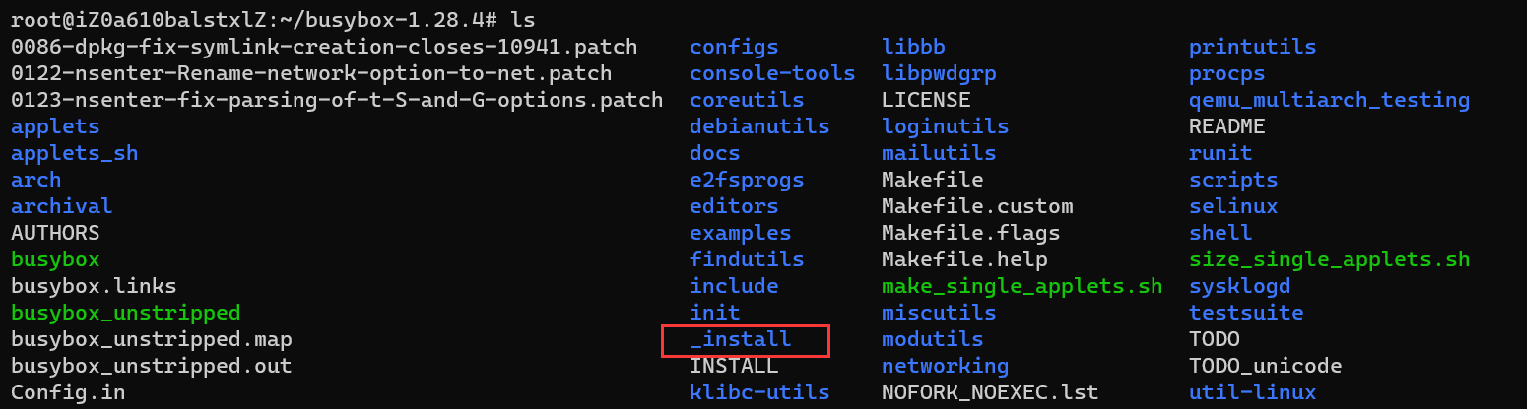 root@iZ0a610balstxlZ:~/busybox-1.28.4# ls
0086-dpkg-fix-symlink-creation-closes-10941.patch configs libbb printutils
0122-nsenter-Rename-network-option-to-net.patch console-tools libpwdgrp procps
0123-nsenter-fix-parsing-of-t-S-and-G-options.patch coreutils LICENSE qemu_multiarch_testing
applets debianutils loginutils README
applets_sh docs mailutils runit
arch e2fsprogs Makefile scripts
archival editors Makefile.custom selinux
AUTHORS examples Makefile.flags shell
busybox findutils Makefile.help size_single_applets.sh
busybox.links include make_single_applets.sh sysklogd
busybox_unstripped init miscutils testsuite
busybox_unstripped.map _install modutils TODO
busybox_unstripped.out INSTALL networking TODO_unicode
Config.in klibc-utils NOFORK_NOEXEC.lst util-linux